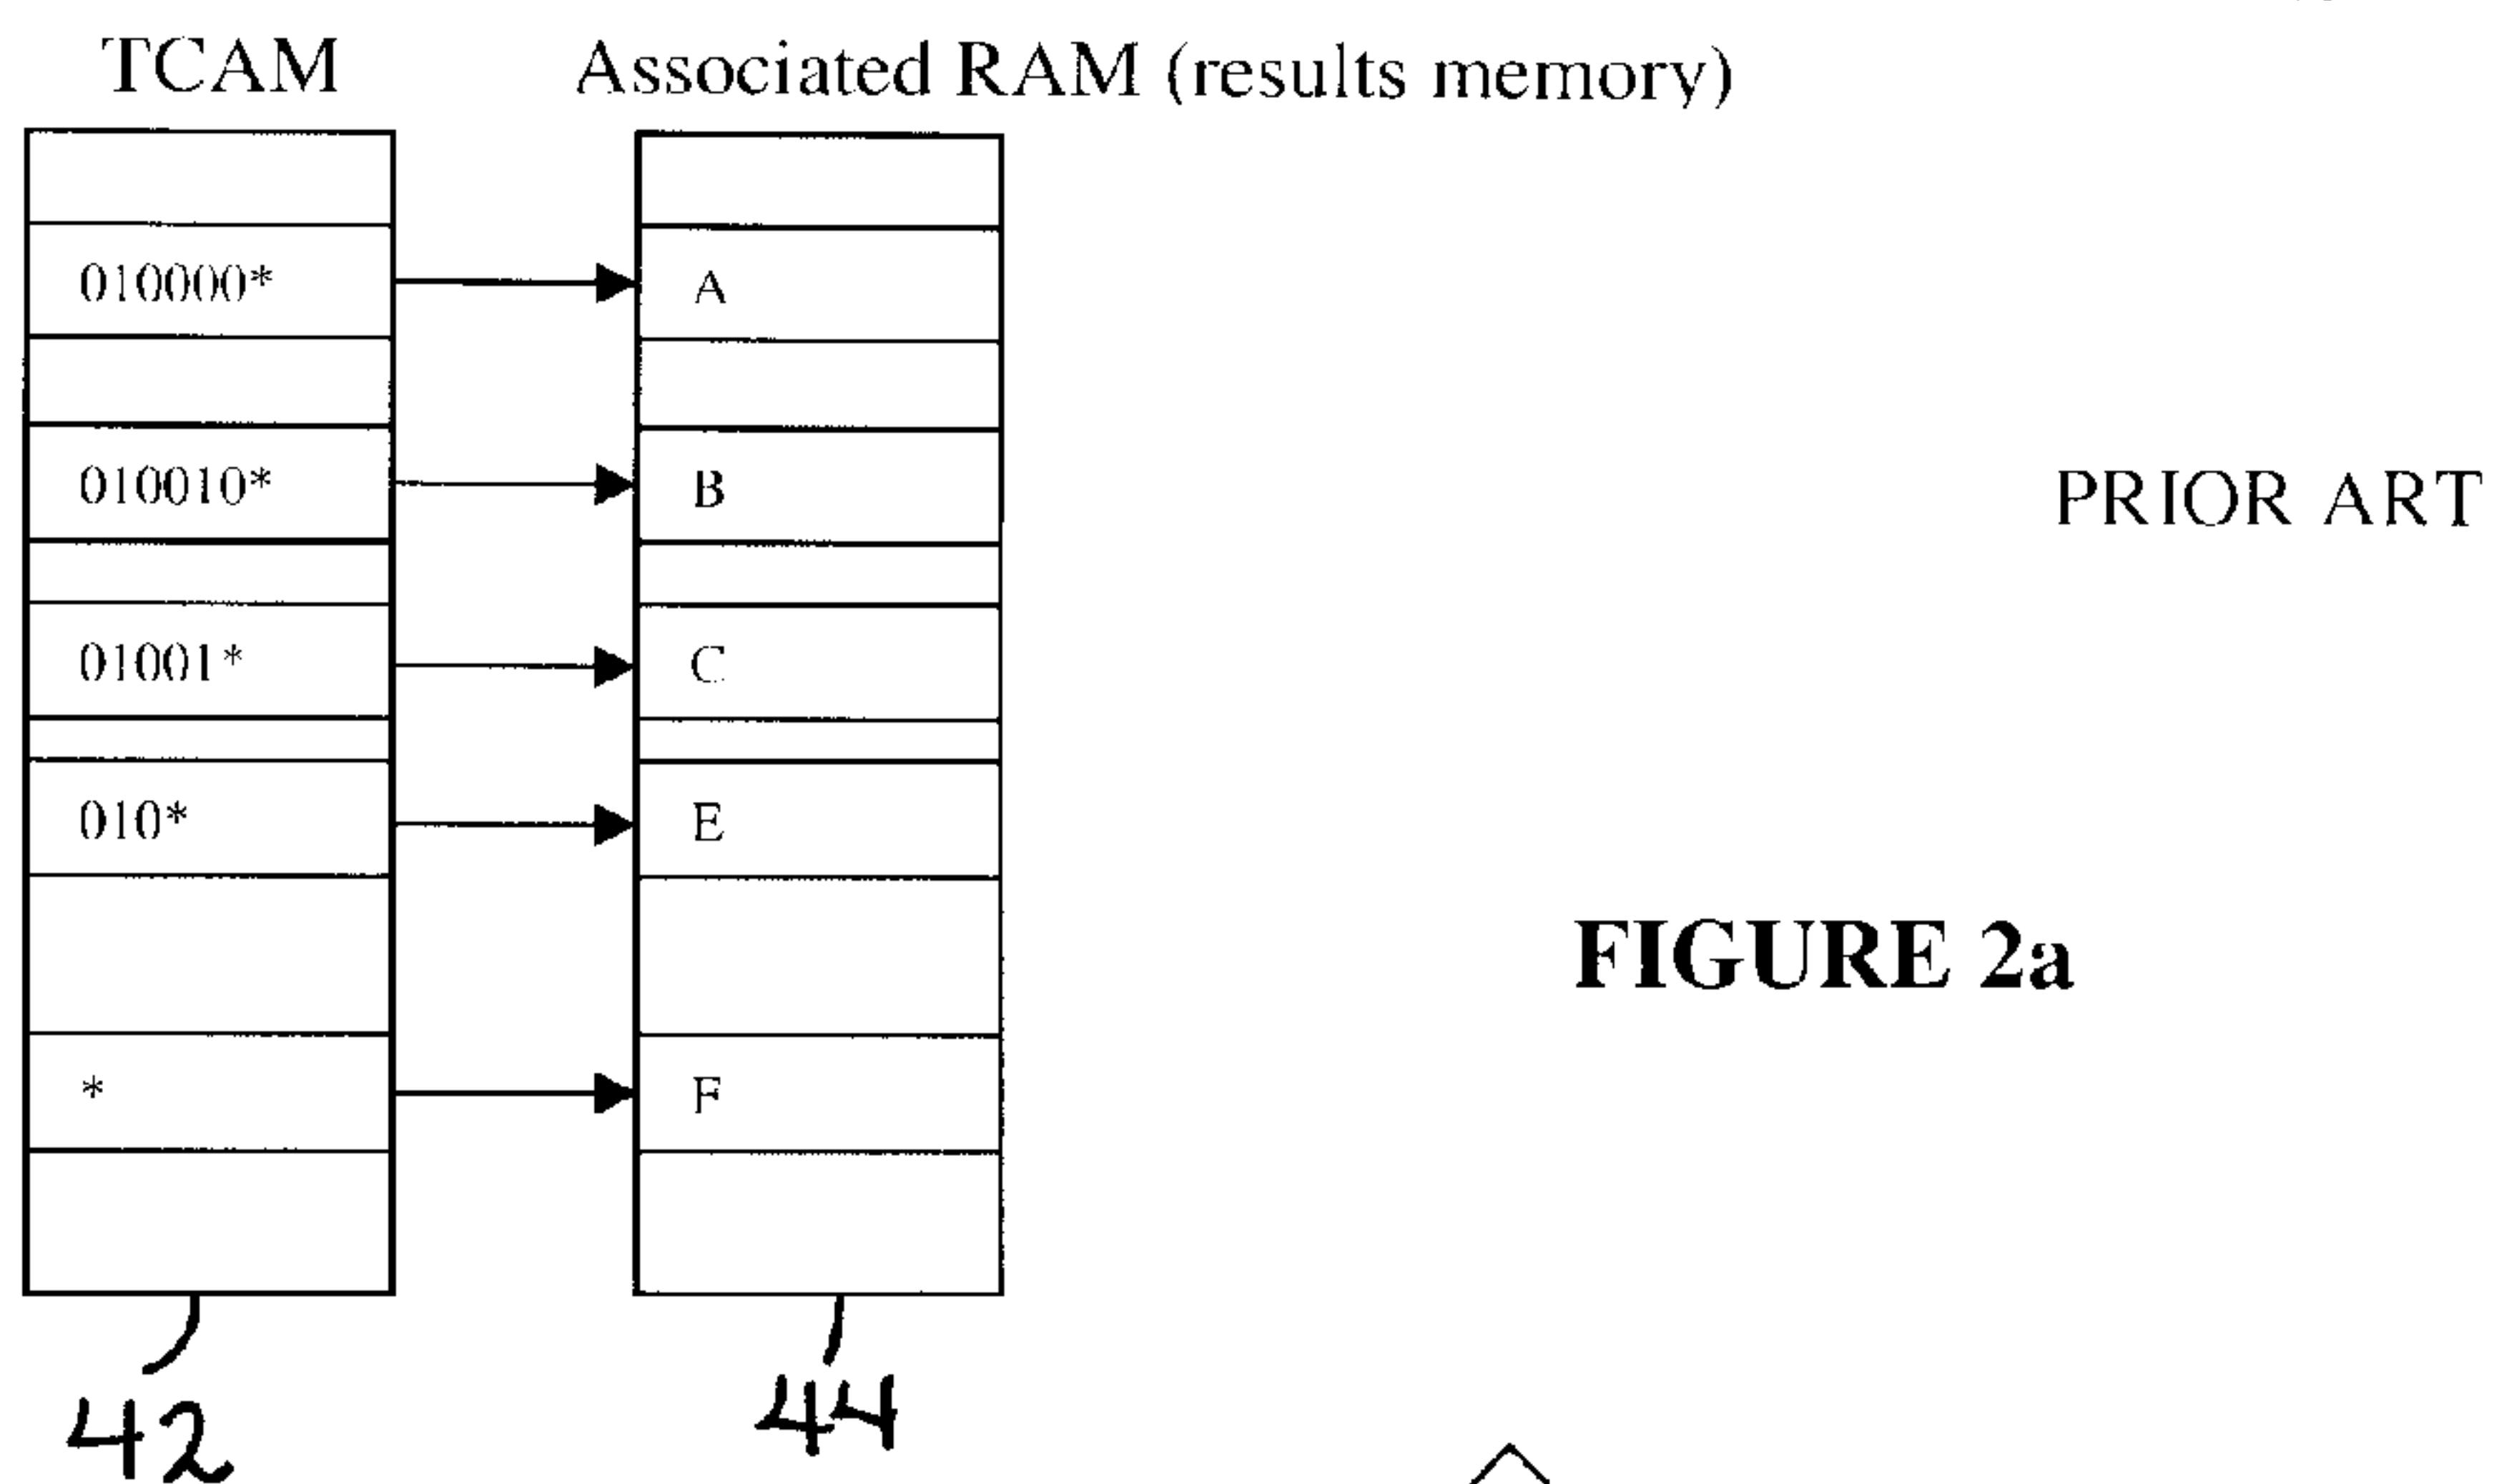 TCAM Associated RAM (results memory)
010000* A
010010* B
PRIOR ART
01001* C
010* E
FIGURE 2a
* F
42 44